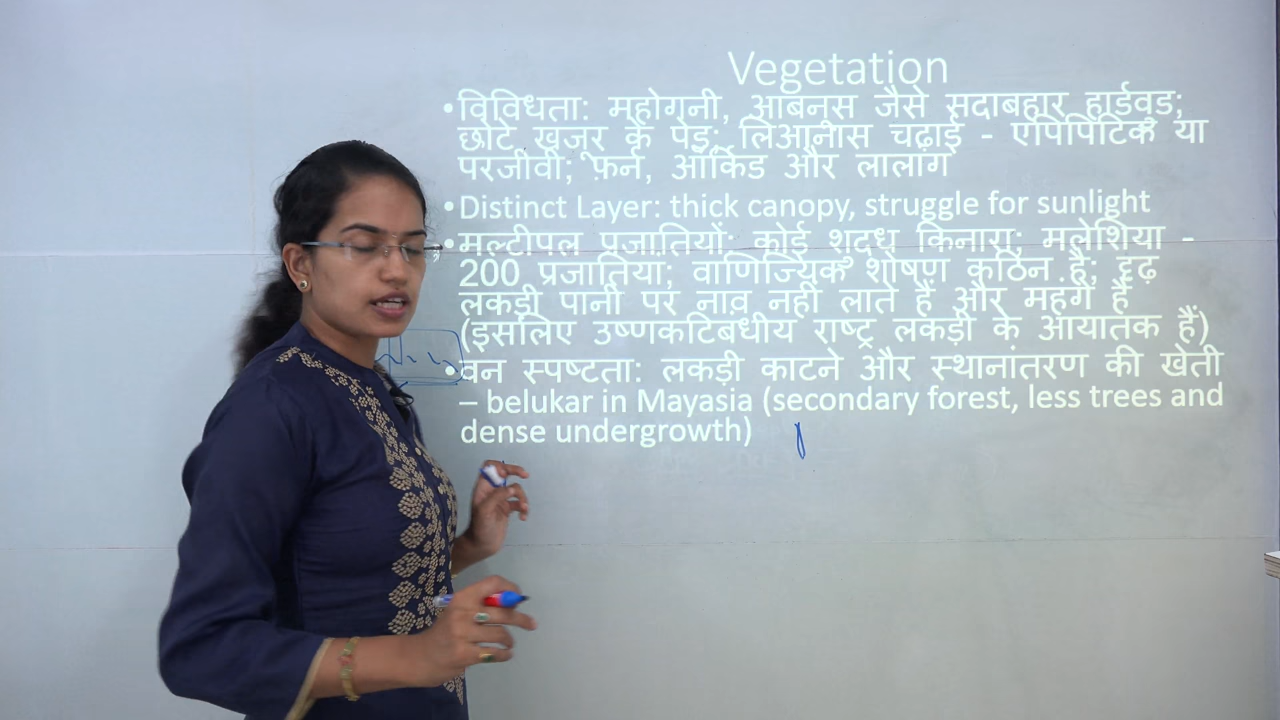 Vegetation
•विविधता: महोगनी, आबनूस जैसे सदाबहार हार्डवुड;
छोटे खजूर के पेड़; लिआनास चढ़ाई - एपिपिटिक या
परजीवी; फ़र्न, ऑर्किड और लालांग
•Distinct Layer: thick canopy, struggle for sunlight
•मल्टीपल प्रजातियों: कोई शुद्ध किनारा; मलेशिया -
200 प्रजातियां; वाणिज्यिक शोषण कठिन है; दृढ़
लकड़ी पानी पर नाव नहीं लाते हैं और महंगे हैं
(इसलिए उष्णकटिबंधीय राष्ट्र लकड़ी के आयातक हैं)
•वन स्पष्टता: लकड़ी काटने और स्थानांतरण की खेती
– belukar in Mayasia (secondary forest, less trees and
dense undergrowth)